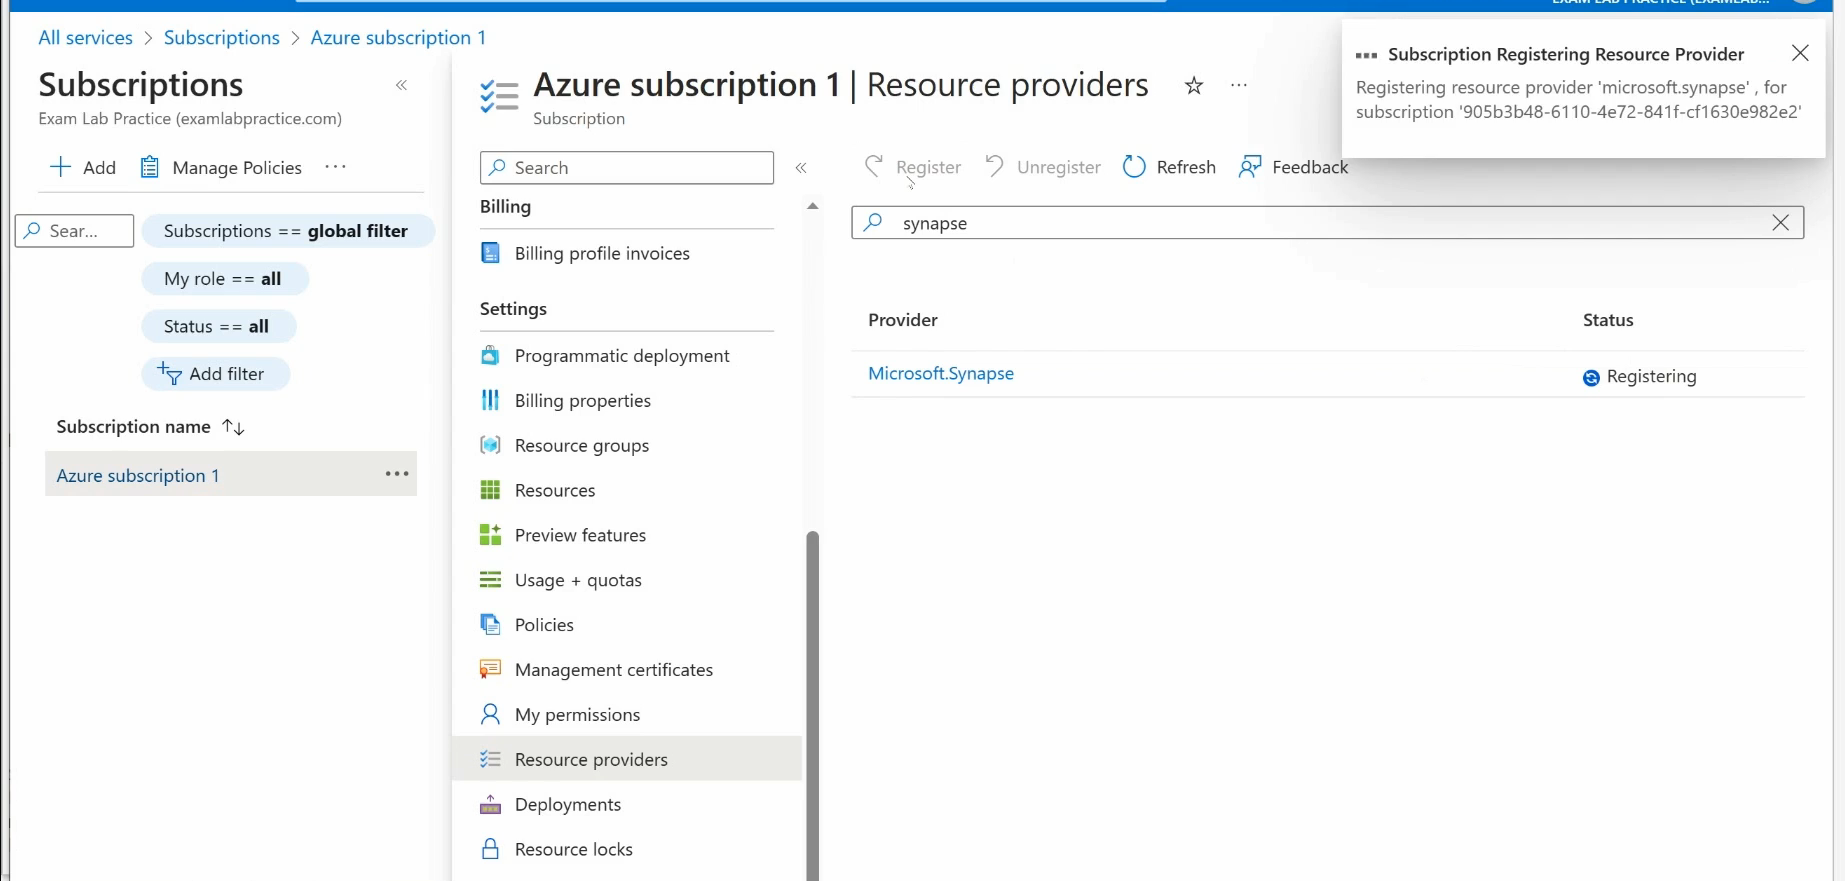 All services > Subscriptions > Azure subscription 1
Subscriptions
Exam Lab Practice (examlabpractice.com)
Add
Manage Policies
Sear...
Subscriptions == global filter
My role == all
Status == all
Add filter
Subscription name
Azure subscription 1
Azure subscription 1 | Resource providers
Subscription
Search
Billing
Billing profile invoices
Settings
Programmatic deployment
Billing properties
Resource groups
Resources
Preview features
Usage + quotas
Policies
Management certificates
My permissions
Resource providers
Deployments
Resource locks
Register
Unregister
Refresh
Feedback
synapse
Provider
Status
Microsoft.Synapse
Registering
Subscription Registering Resource Provider
Registering resource provider 'microsoft.synapse' , for
subscription '905b3b48-6110-4e72-841f-cf1630e982e2'